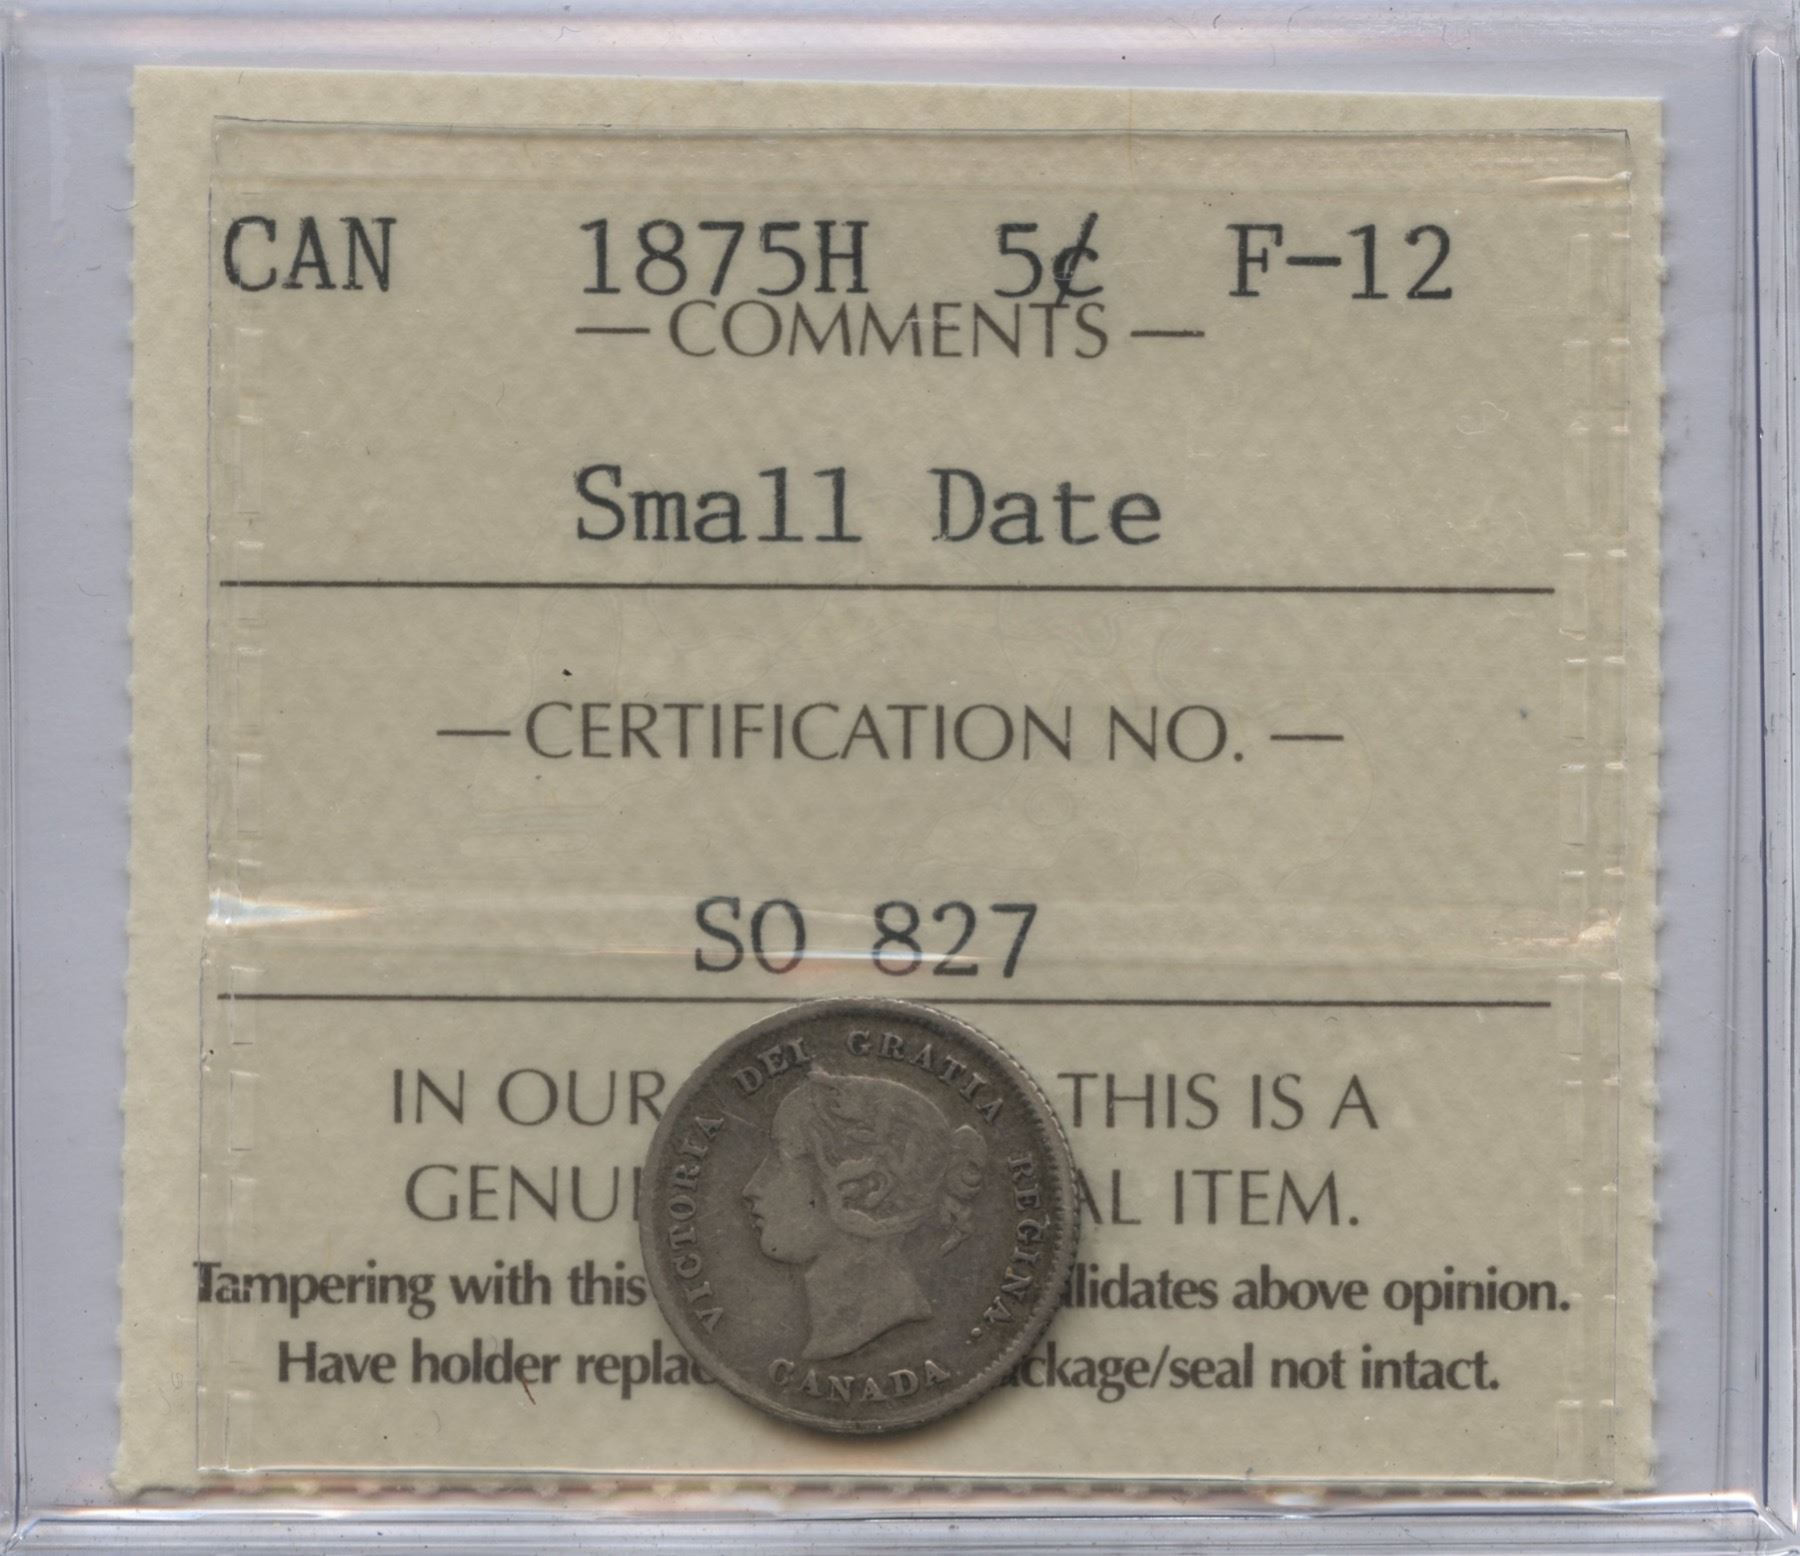 CAN 1875H 5¢ F-12
— COMMENTS —
Small Date
— CERTIFICATION NO. —
SO 827
IN OUR THIS IS A
GENUI AL ITEM.
Tampering with this lidates above opinion.
Have holder replac ckage/seal not intact.
VICTORIA DEI GRATIA REGINA.
CANADA